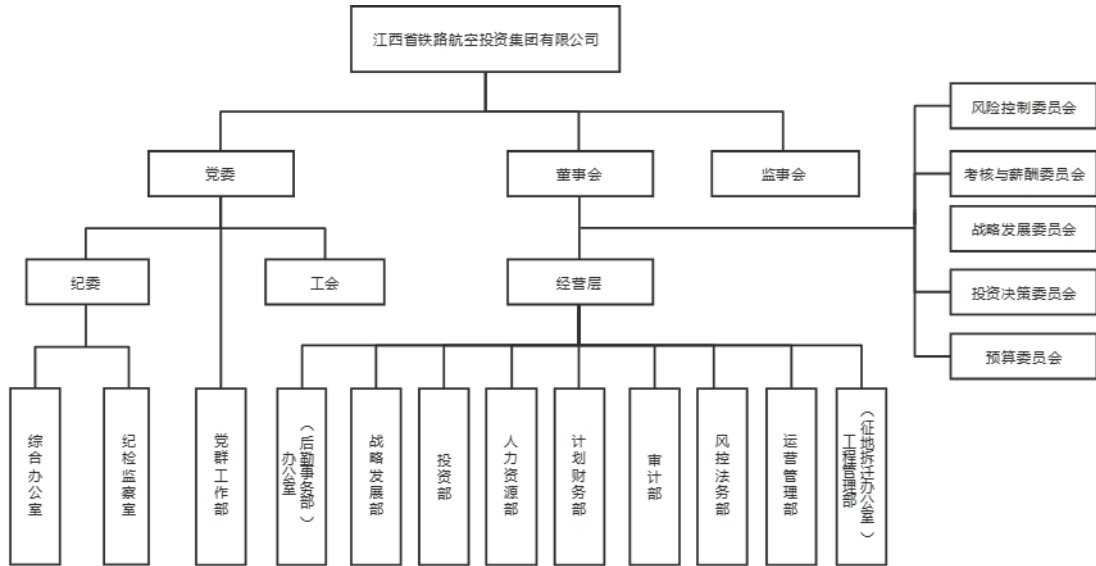 江西省铁路航空投资集团有限公司
风险控制委员会
党委
董事会
监事会
考核与薪酬委员会
战略发展委员会
纪委
工会
经营层
投资决策委员会
预算委员会
综合办公室
纪检监察室
党群工作部
办公室
（后勤事务部）
战略发展部
投资部
人力资源部
计划财务部
审计部
风控法务部
运营管理部
工程管理部
（征地拆迁办公室）